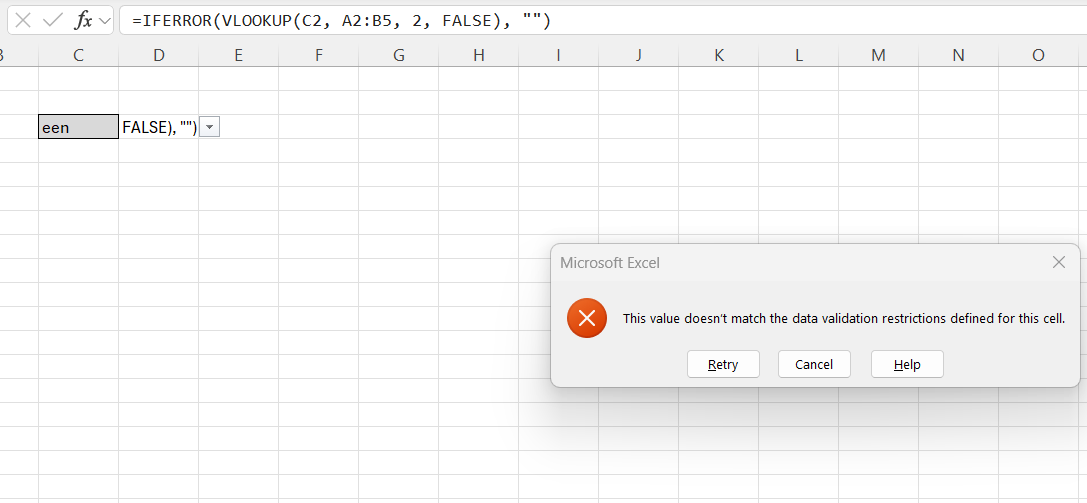 fx =IFERROR(VLOOKUP(C2, A2:B5, 2, FALSE), "")
B C D E F G H I J K L M N O
een FALSE), "")
Microsoft Excel
This value doesn't match the data validation restrictions defined for this cell.
Retry Cancel Help